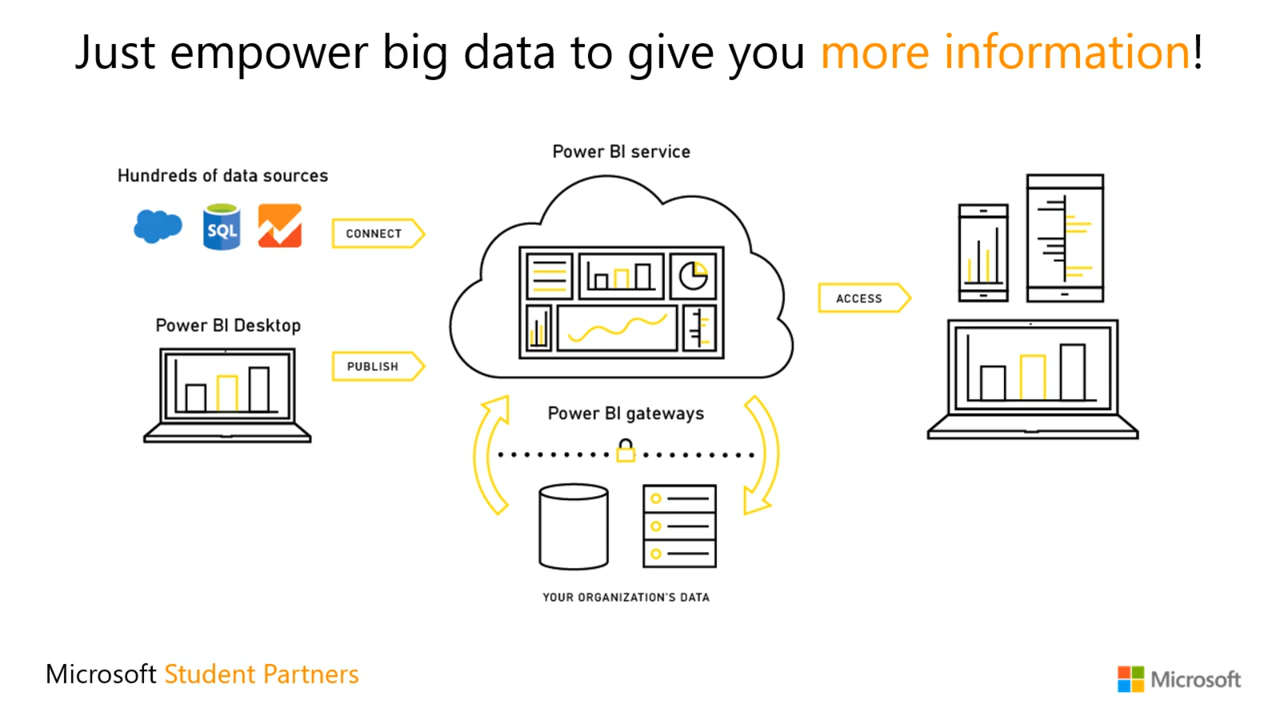 Just empower big data to give you more information!
Power BI service
Hundreds of data sources
SQL
CONNECT
ACCESS
Power BI Desktop
PUBLISH
Power BI gateways
YOUR ORGANIZATION'S DATA
Microsoft Student Partners
Microsoft